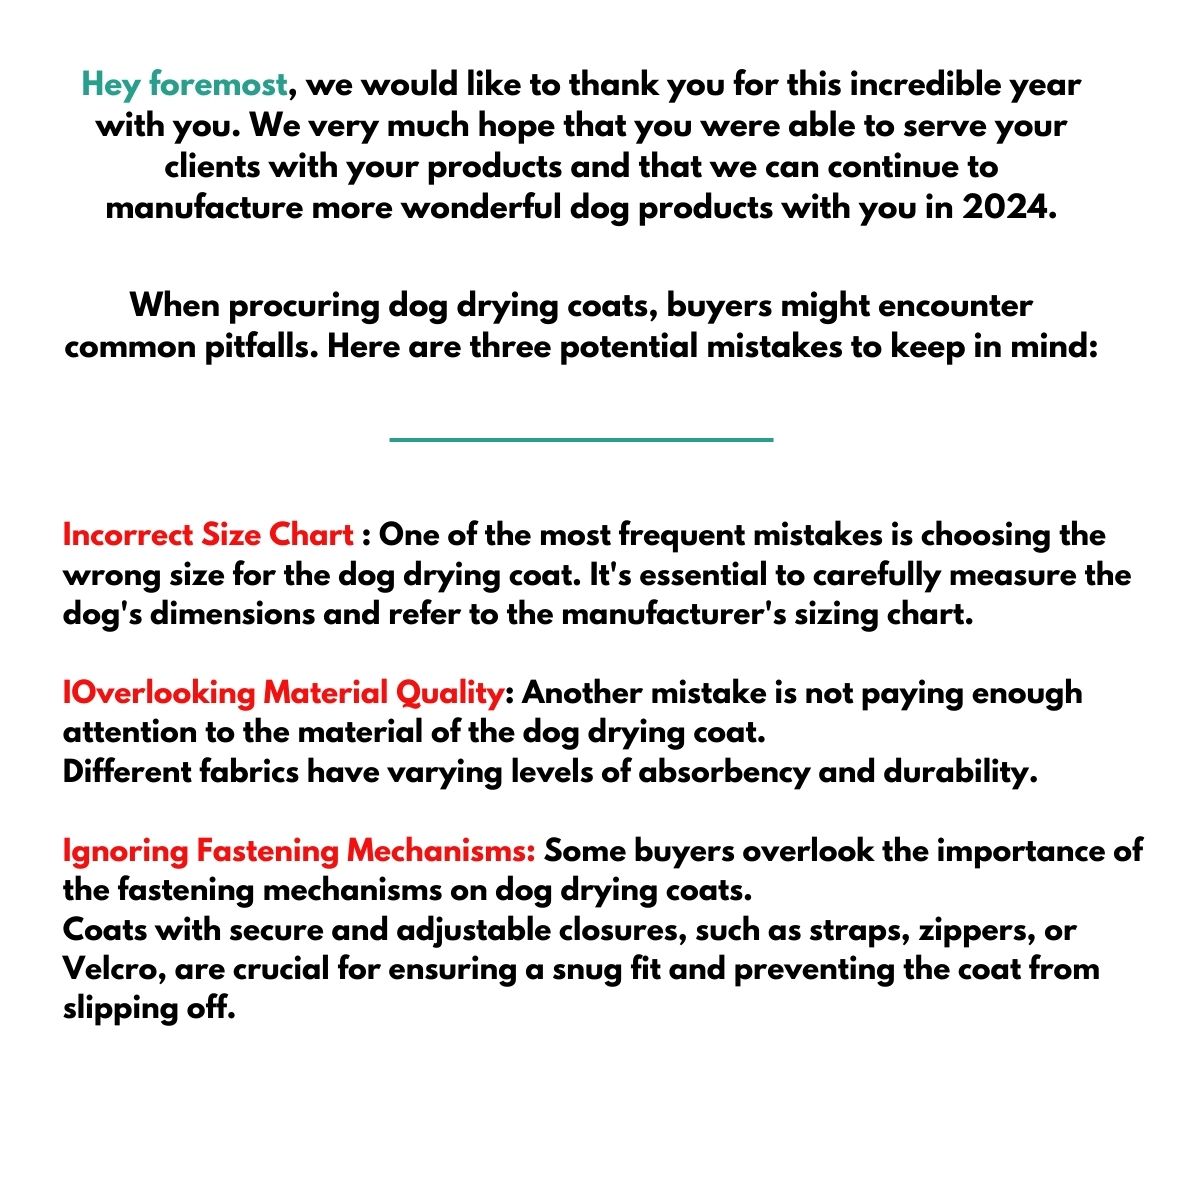 Hey foremost, we would like to thank you for this incredible year
with you. We very much hope that you were able to serve your
clients with your products and that we can continue to
manufacture more wonderful dog products with you in 2024.
When procuring dog drying coats, buyers might encounter
common pitfalls. Here are three potential mistakes to keep in mind:
Incorrect Size Chart : One of the most frequent mistakes is choosing the
wrong size for the dog drying coat. It's essential to carefully measure the
dog's dimensions and refer to the manufacturer's sizing chart.
IOverlooking Material Quality: Another mistake is not paying enough
attention to the material of the dog drying coat.
Different fabrics have varying levels of absorbency and durability.
Ignoring Fastening Mechanisms: Some buyers overlook the importance of
the fastening mechanisms on dog drying coats.
Coats with secure and adjustable closures, such as straps, zippers, or
Velcro, are crucial for ensuring a snug fit and preventing the coat from
slipping off.